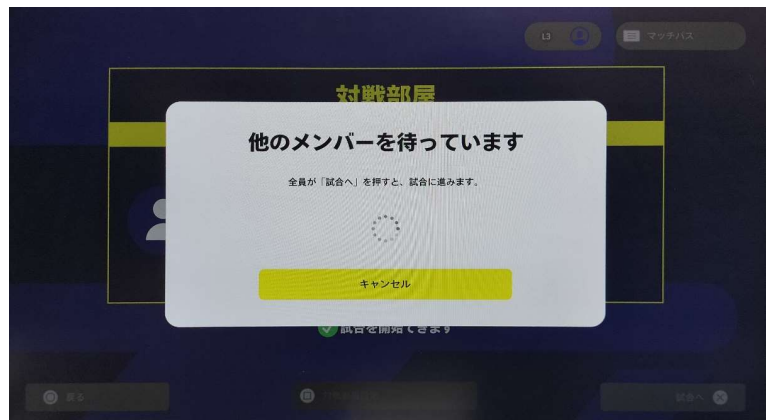 L3
マッチパス
対戦部屋
他のメンバーを待っています
全員が「試合へ」を押すと、試合に進みます。
キャンセル
試合を開始できます
戻る
試合へ